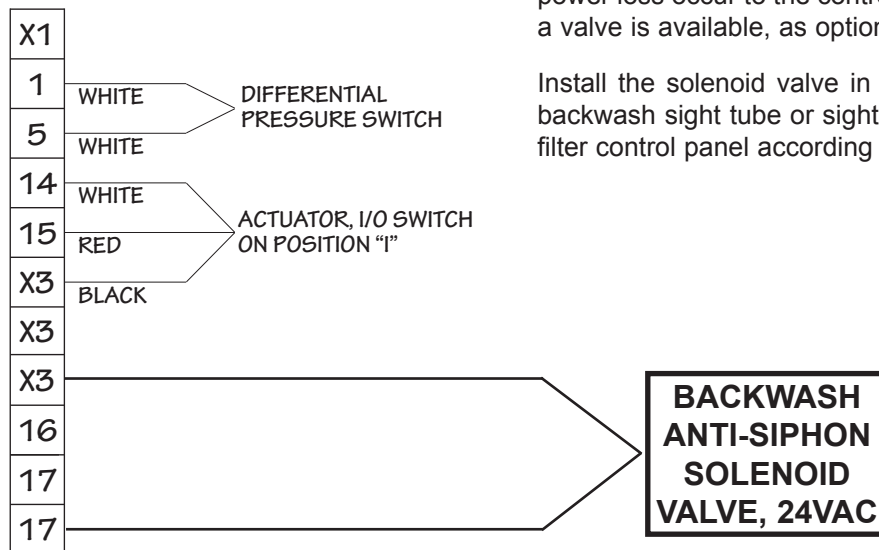 power loss occur to the contro
a valve is available, as option
Install the solenoid valve in
backwash sight tube or sight
filter control panel according
X1
1
WHITE
DIFFERENTIAL
PRESSURE SWITCH
5
WHITE
14
WHITE
15
RED
ACTUATOR, I/O SWITCH
ON POSITION “I”
X3
BLACK
X3
X3
16
17
17
BACKWASH
ANTI-SIPHON
SOLENOID
VALVE, 24VAC